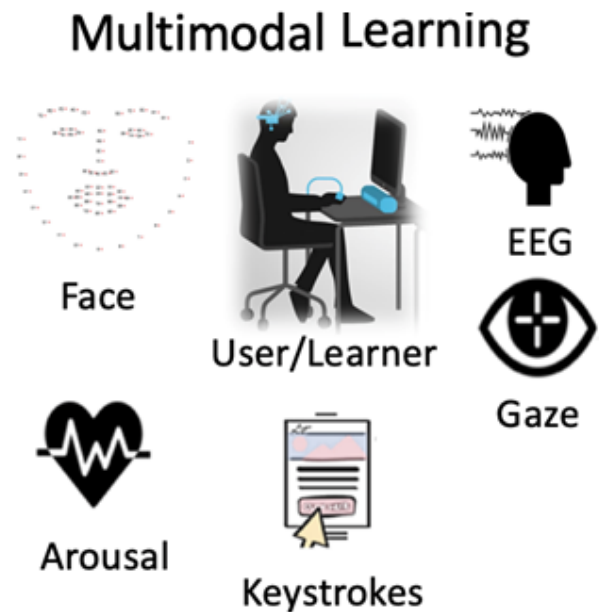 Multimodal Learning
EEG
Face
User/Learner
Gaze
Arousal
Keystrokes